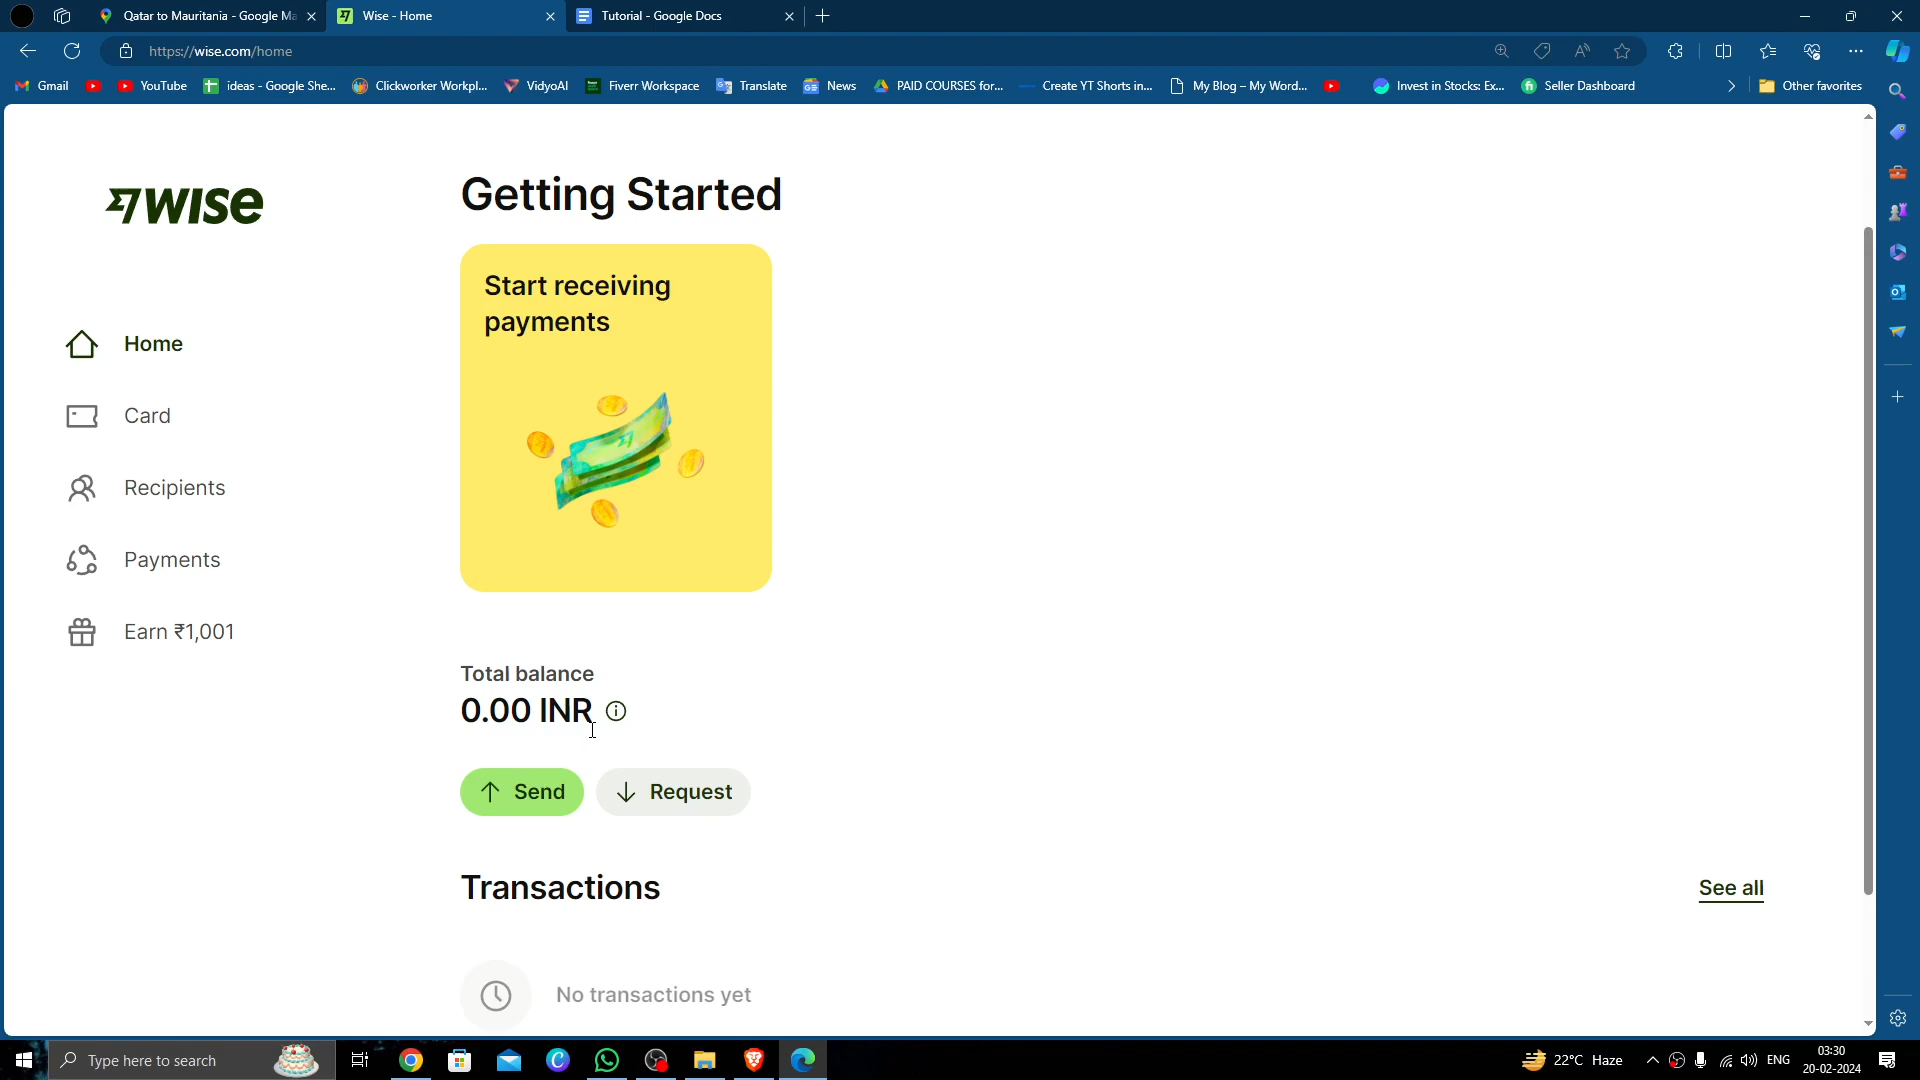 Qatar to Mauritania - Google Ma
Wise - Home
Tutorial - Google Docs
https://wise.com/home
Gmail
YouTube
ideas - Google She...
Clickworker Workpl...
VidyoAI
Fiverr Workspace
Translate
News
PAID COURSES for...
Create YT Shorts in...
My Blog – My Word...
Invest in Stocks: Ex...
Seller Dashboard
Other favorites
WISE
Home
Card
Recipients
Payments
Earn ₹1,001
Getting Started
Start receiving
payments
Total balance
0.00 INR
Send
Request
Transactions
See all
No transactions yet
Type here to search
22°C Haze
ENG
03:30
20-02-2024